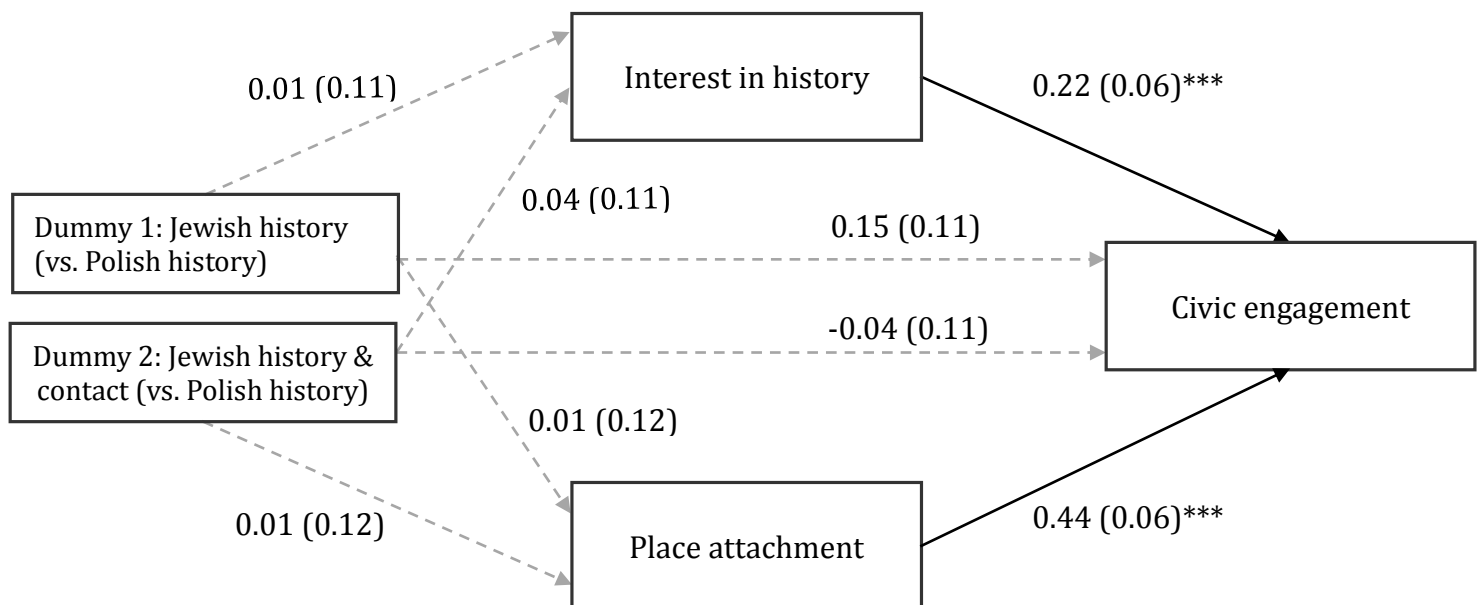 Interest in history
0.22 (0.06)***
0.01 (0.11)
0.04 (0.11)
Dummy 1: Jewish history
(vs. Polish history)
0.15 (0.11)
Civic engagement
-0.04 (0.11)
Dummy 2: Jewish history &
contact (vs. Polish history)
0.01 (0.12)
0.01 (0.12)
0.44 (0.06)***
Place attachment